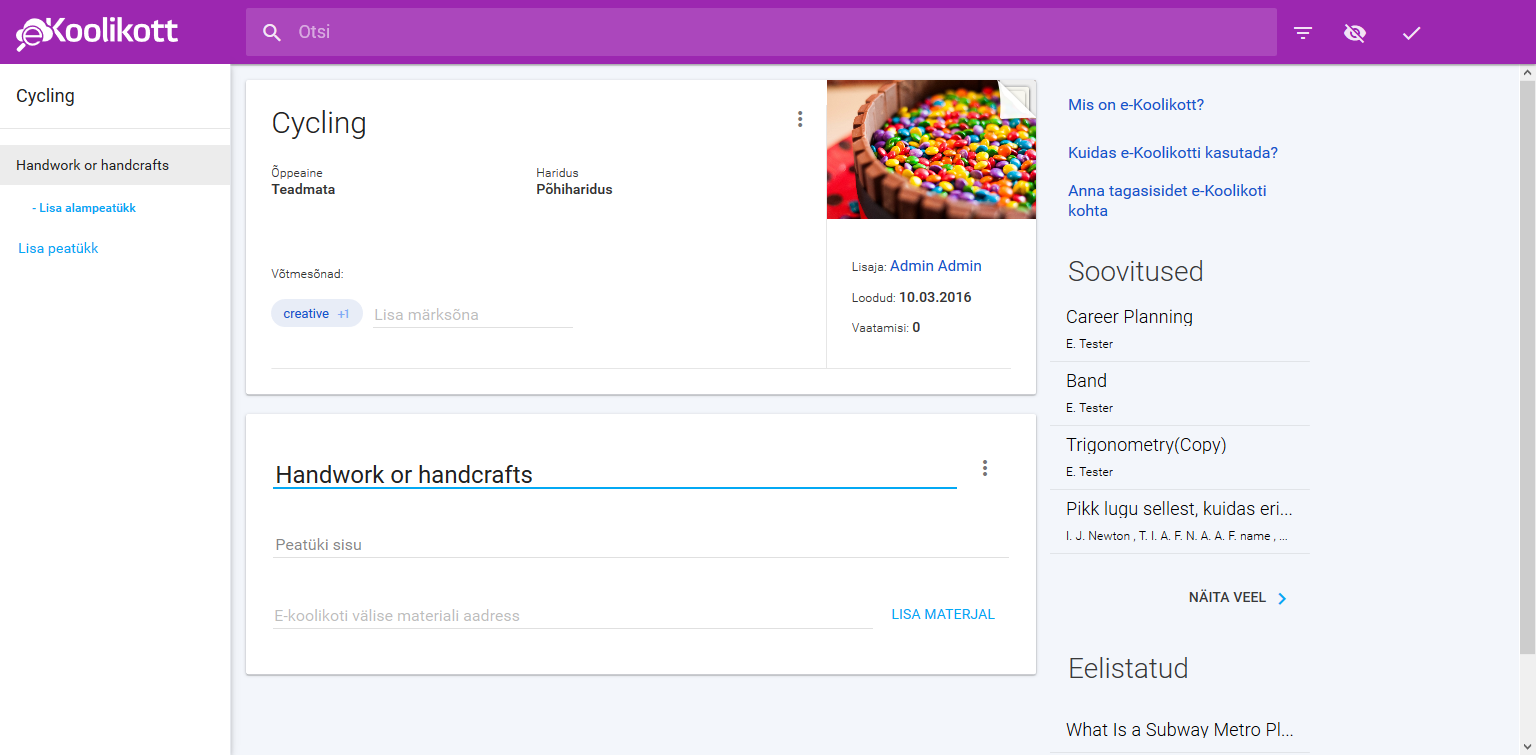 eKoolikott
Otsi
Cycling
Handwork or handcrafts
- Lisa alampeatükk
Lisa peatükk
Cycling
Õppeaine
Teadmata
Haridus
Põhiharidus
Võtmesõnad:
creative +1
Lisa märksõna
Lisaja: Admin Admin
Loodud: 10.03.2016
Vaatamisi: 0
Handwork or handcrafts
Peatüki sisu
E-koolikoti välise materiali aadress
LISA MATERJAL
Mis on e-Koolikott?
Kuidas e-Koolikotti kasutada?
Anna tagasisidet e-Koolikoti
kohta
Soovitused
Career Planning
E. Tester
Band
E. Tester
Trigonometry(Copy)
E. Tester
Pikk lugu sellest, kuidas eri...
I. J. Newton , T. I. A. F. N. A. A. F. name , ...
NÄITA VEEL
Eelistatud
What Is a Subway Metro Pl...